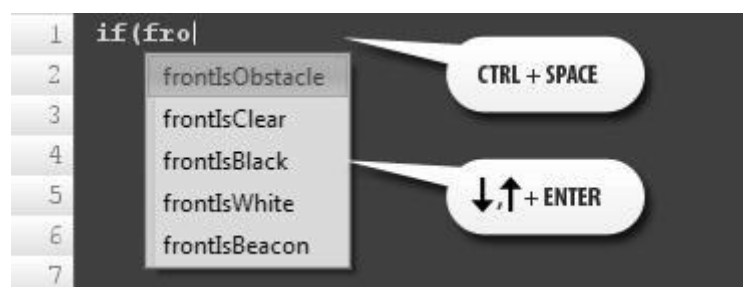 1 if(fro
CTRL + SPACE
2 frontIsObstacle
3 frontIsClear
4 frontIsBlack
5 frontIsWhite
↓,↑ + ENTER
6 frontIsBeacon
7